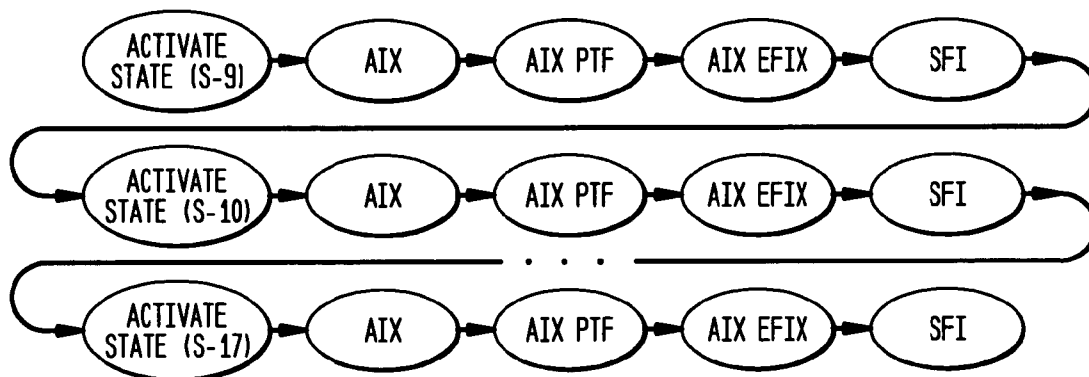 ACTIVATE
STATE (S-9)
AIX
AIX PTF
AIX EFIX
SFI
ACTIVATE
STATE (S-10)
AIX
AIX PTF
AIX EFIX
SFI
. . . .
ACTIVATE
STATE (S-17)
AIX
AIX PTF
AIX EFIX
SFI